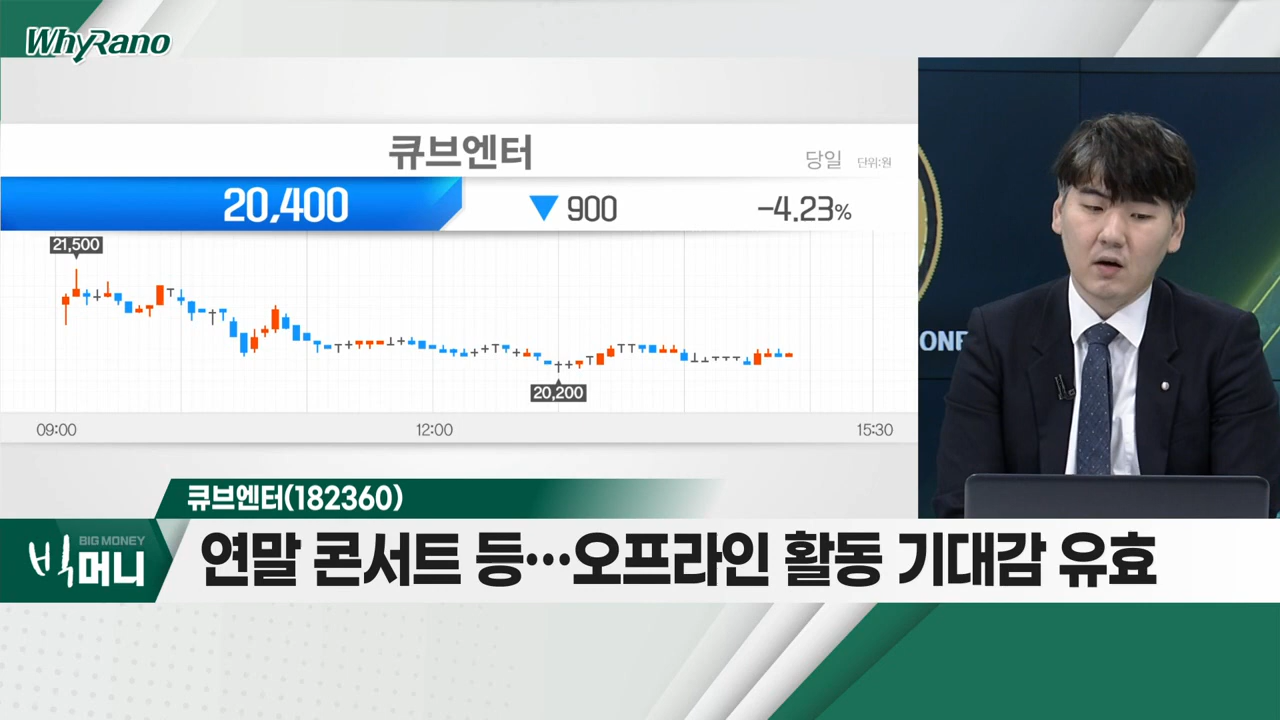 WhyRano
큐브엔터
당일 단위:원
20,400 ▼ 900 -4.23%
21,500
20,200
09:00 12:00 15:30
ONE
큐브엔터(182360)
BIG MONEY
빅머니
연말 콘서트 등…오프라인 활동 기대감 유효